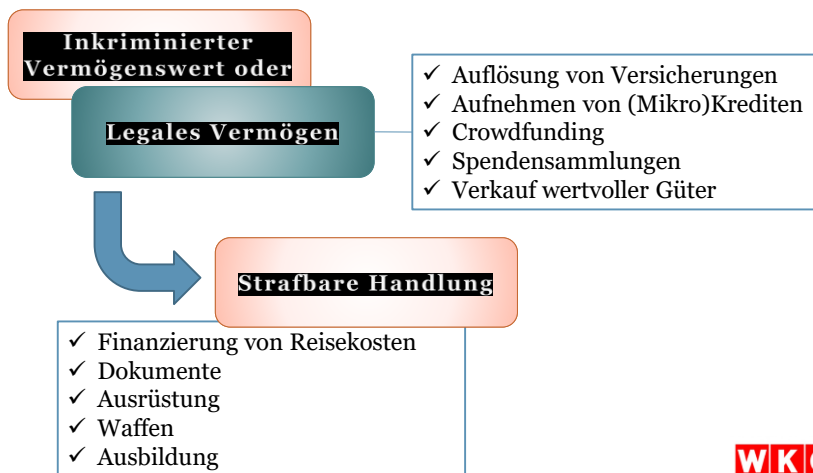 Inkriminierter
Vermögenswert oder
Legales Vermögen
✓ Auflösung von Versicherungen
✓ Aufnehmen von (Mikro)Krediten
✓ Crowdfunding
✓ Spendensammlungen
✓ Verkauf wertvoller Güter
Strafbare Handlung
✓ Finanzierung von Reisekosten
✓ Dokumente
✓ Ausrüstung
✓ Waffen
✓ Ausbildung